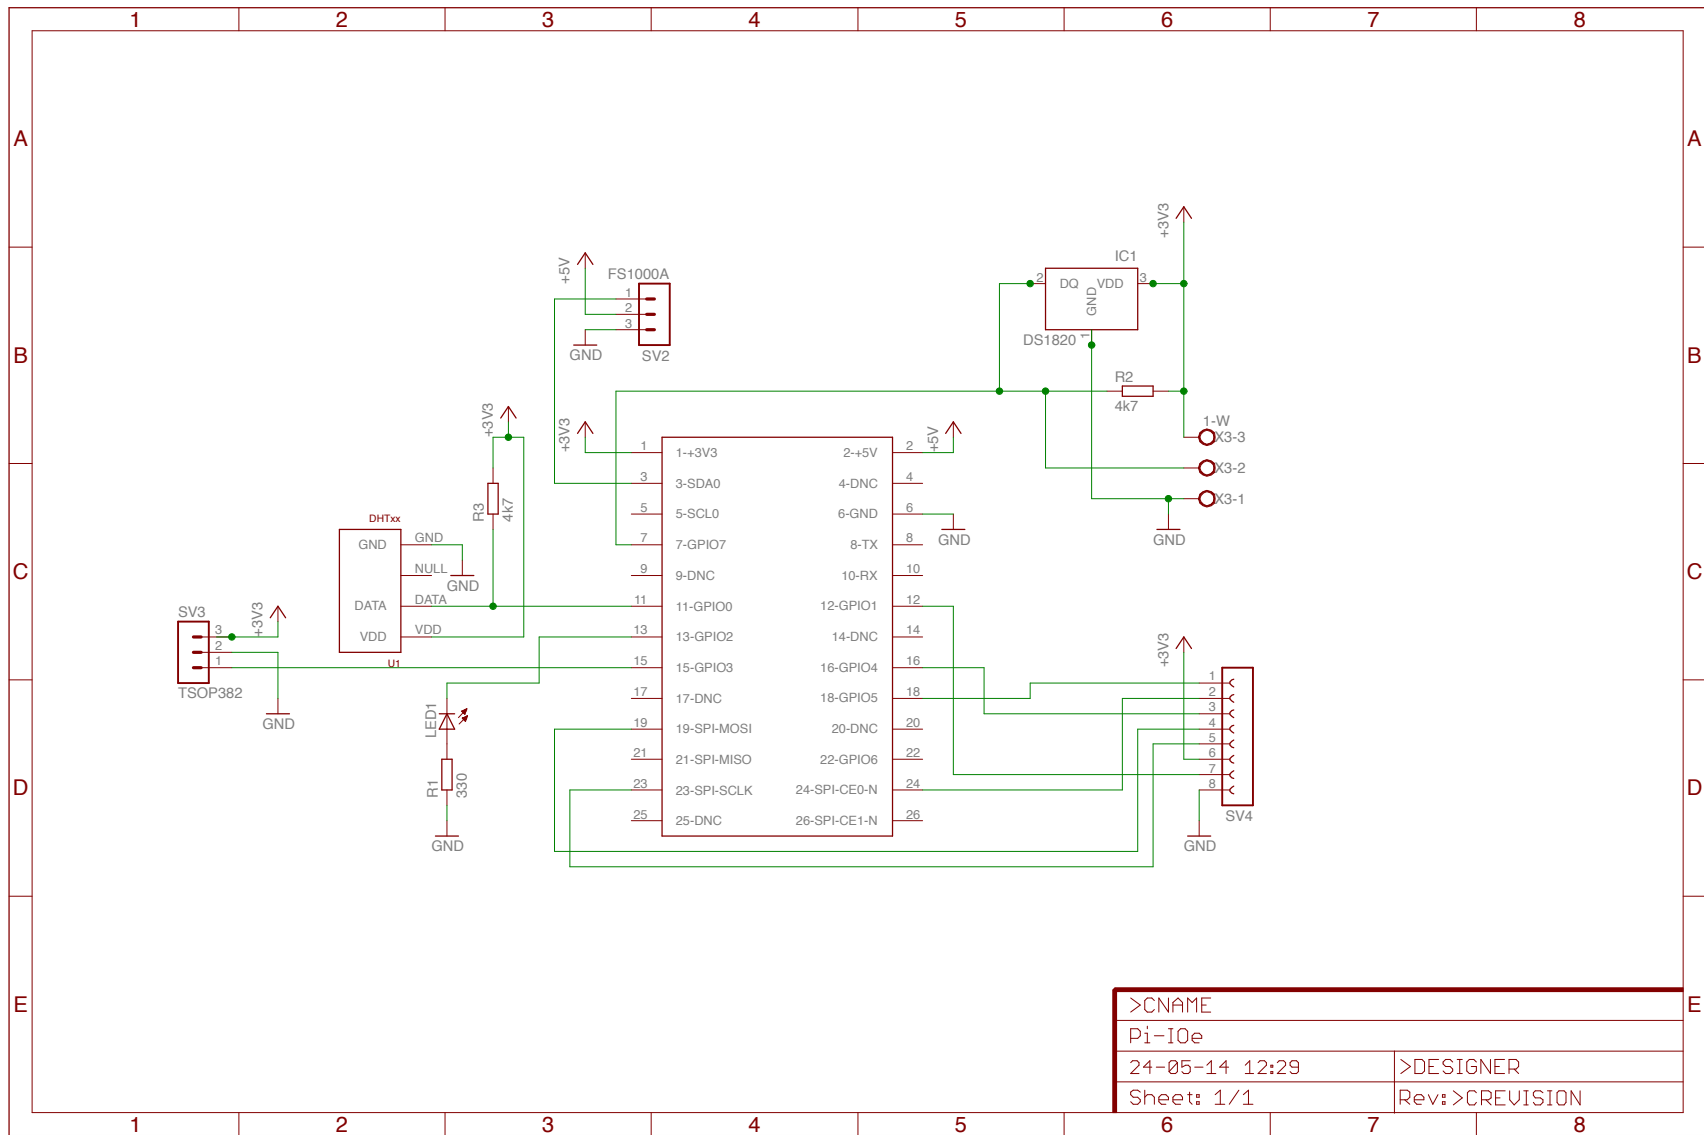 1 2 3 4 5 6 7 8
A A
B B
C C
D D
E E
+3V3
IC1
2 DQ VDD 3
GND
1
DS1820
+5V
FS1000A
1
2
3
GND
SV2
R2
4k7
1-W
X3-3
X3-2
X3-1
GND
+3V3
+3V3
+5V
R3
4k7
1 1-+3V3 2-+5V 2
3 3-SDA0 4-DNC 4
5 5-SCL0 6-GND 6
7 7-GPIO7 8-TX 8
9 9-DNC 10-RX 10
11 11-GPIO0 12-GPIO1 12
13 13-GPIO2 14-DNC 14
15 15-GPIO3 16-GPIO4 16
17 17-DNC 18-GPIO5 18
19 19-SPI-MOSI 20-DNC 20
21 21-SPI-MISO 22-GPIO6 22
23 23-SPI-SCLK 24-SPI-CE0-N 24
25 25-DNC 26-SPI-CE1-N 26
GND
DHTxx
GND GND
NULL
DATA DATA
VDD VDD
U1
GND
SV3
3
2
1
TSOP382
+3V3
GND
LED1
R1
330
GND
+3V3
1
2
3
4
5
6
7
8
SV4
GND
>CNAME
Pi-IOe
24-05-14 12:29 >DESIGNER
Sheet: 1/1 Rev:>CREVISION
1 2 3 4 5 6 7 8